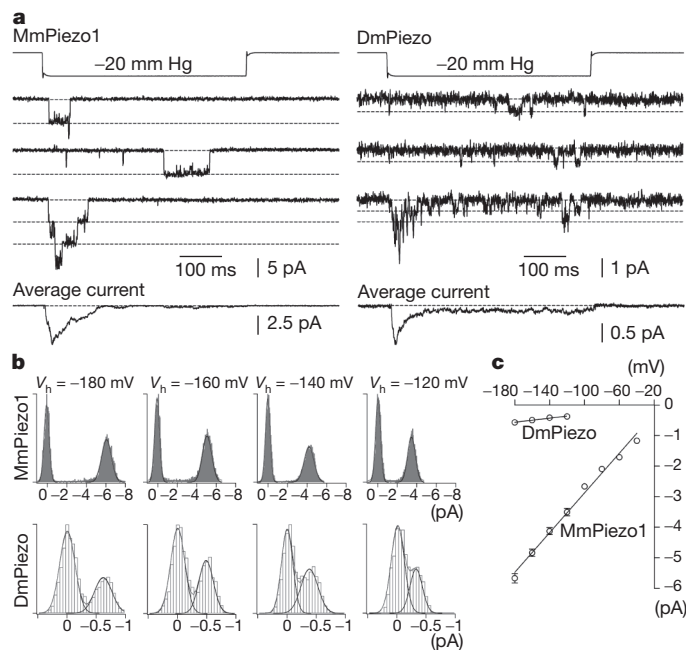 a
MmPiezo1
DmPiezo
−20 mm Hg
−20 mm Hg
100 ms
5 pA
100 ms
1 pA
Average current
2.5 pA
Average current
0.5 pA
b
Vh = −180 mV
Vh = −160 mV
Vh = −140 mV
Vh = −120 mV
MmPiezo1
0 −2 −4 −6 −8
0 −2 −4 −6 −8
0 −2 −4 −6 −8
0 −2 −4 −6 −8
(pA)
DmPiezo
0 −0.5 −1
0 −0.5 −1
0 −0.5 −1
0 −0.5 −1
(pA)
c
(mV)
−180 −140 −100 −60 −20
0
−1
−2
−3
−4
−5
−6
(pA)
DmPiezo
MmPiezo1